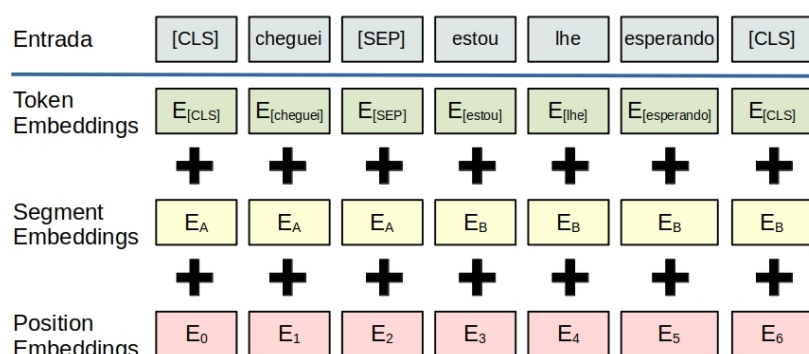 Entrada [CLS] cheguei [SEP] estou lhe esperando [CLS]
Token
Embeddings
E[CLS] E[cheguei] E[SEP] E[estou] E[lhe] E[esperando] E[CLS]
+ + + + + + +
Segment
Embeddings
EA EA EA EB EB EB EB
+ + + + + + +
Position
Embeddings
E0 E1 E2 E3 E4 E5 E6